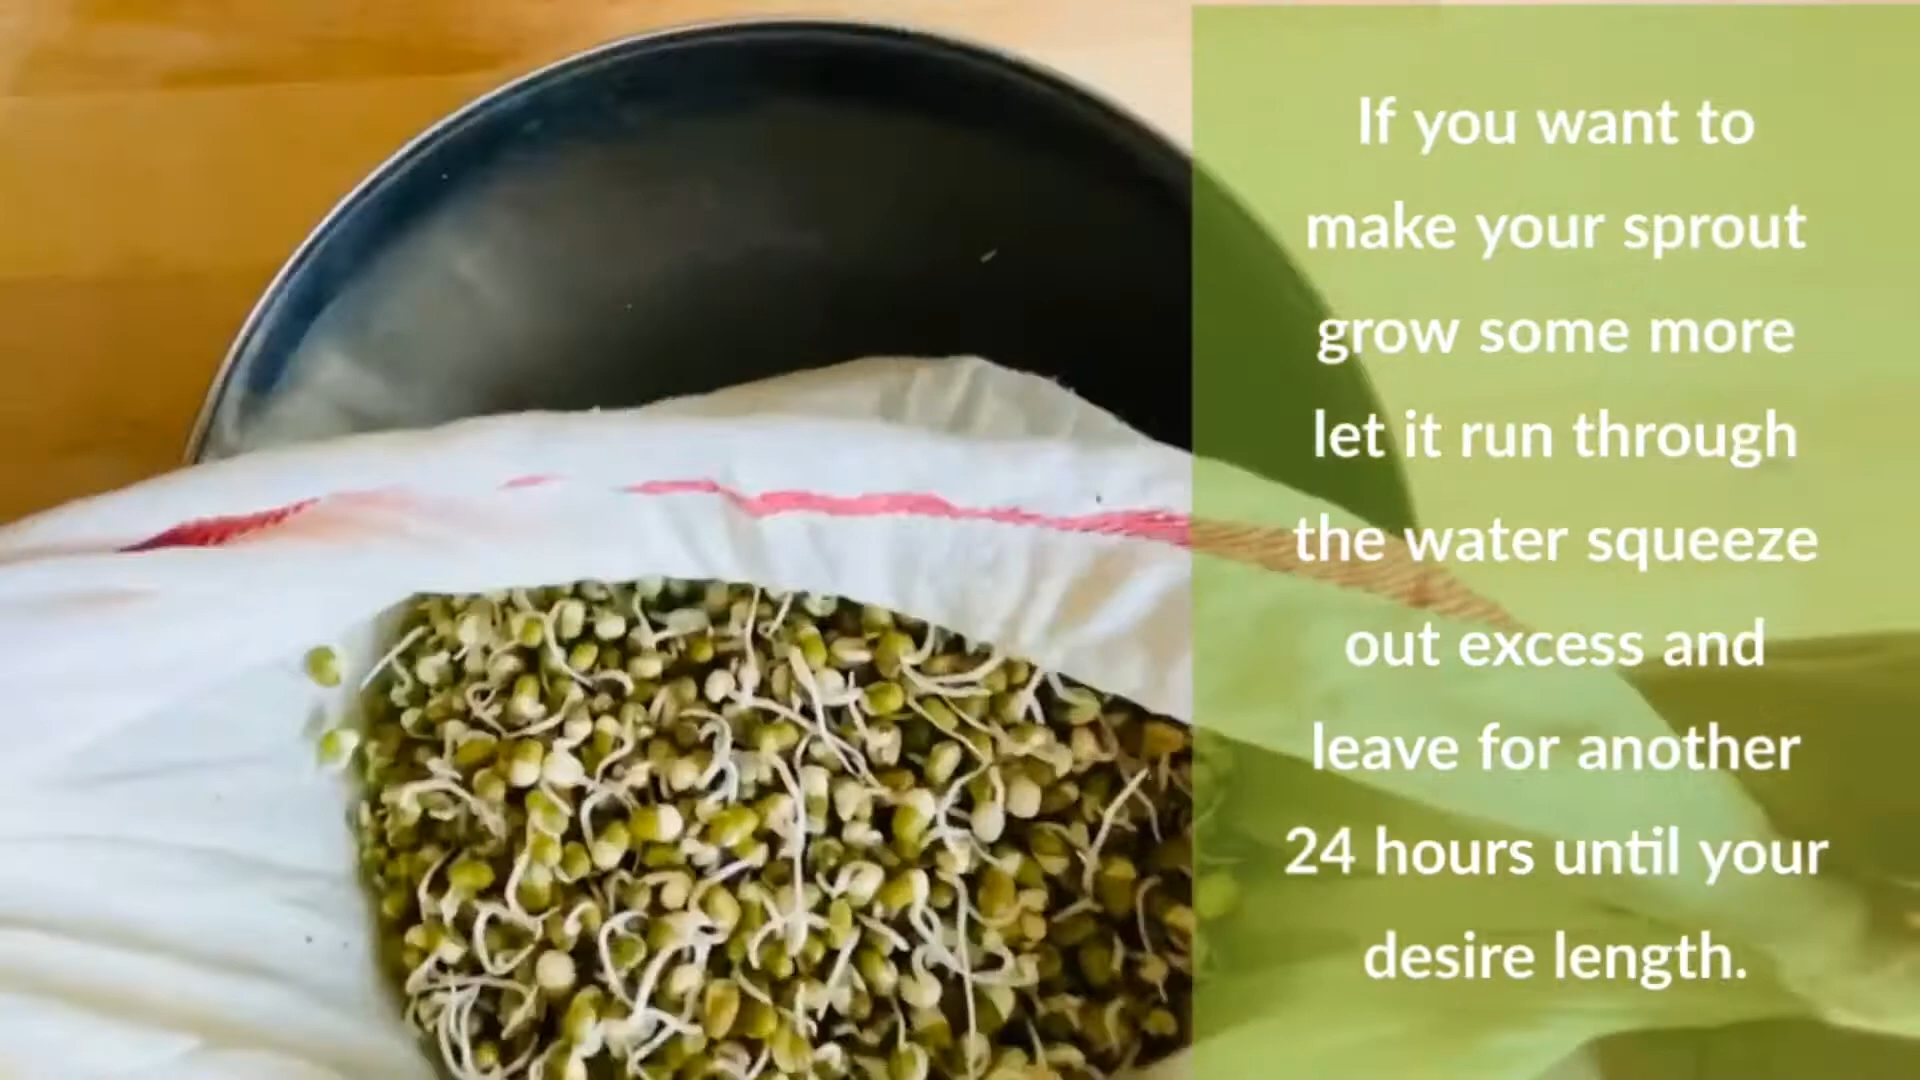 If you want to
make your sprout
grow some more
let it run through
the water squeeze
out excess and
leave for another
24 hours until your
desire length.